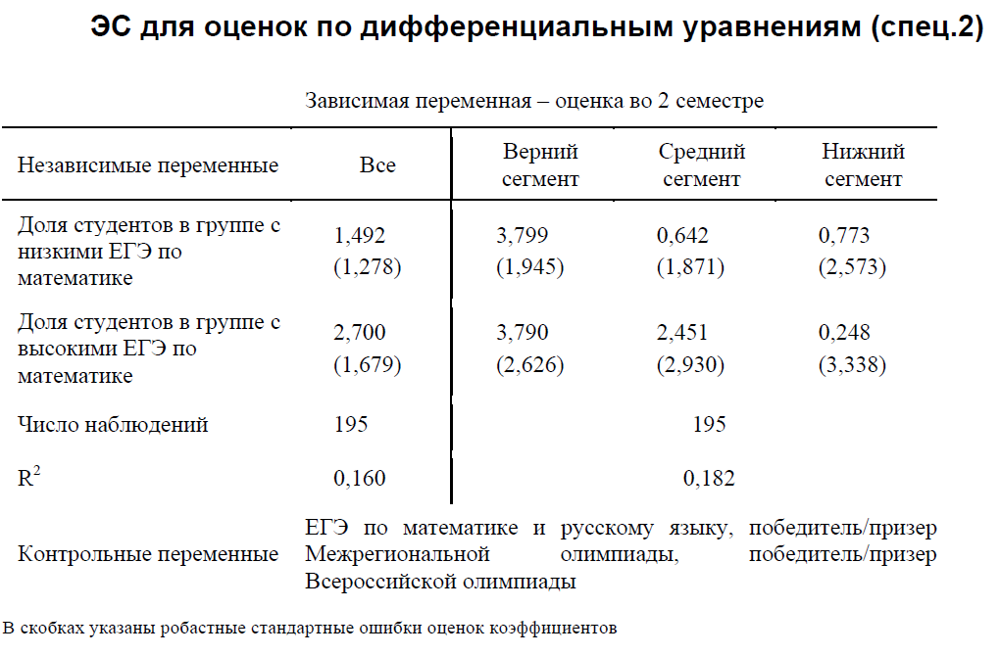 ЭС для оценок по дифференциальным уравнениям (спец.2)
Зависимая переменная – оценка во 2 семестре
Независимые переменные
Все
Верний
сегмент
Средний
сегмент
Нижний
сегмент
Доля студентов в группе с
низкими ЕГЭ по
математике
1,492
(1,278)
3,799
(1,945)
0,642
(1,871)
0,773
(2,573)
Доля студентов в группе с
высокими ЕГЭ по
математике
2,700
(1,679)
3,790
(2,626)
2,451
(2,930)
0,248
(3,338)
Число наблюдений
195
195
R²
0,160
0,182
Контрольные переменные
ЕГЭ по математике и русскому языку, победитель/призер
Межрегиональной олимпиады, победитель/призер
Всероссийской олимпиады
В скобках указаны робастные стандартные ошибки оценок коэффициентов